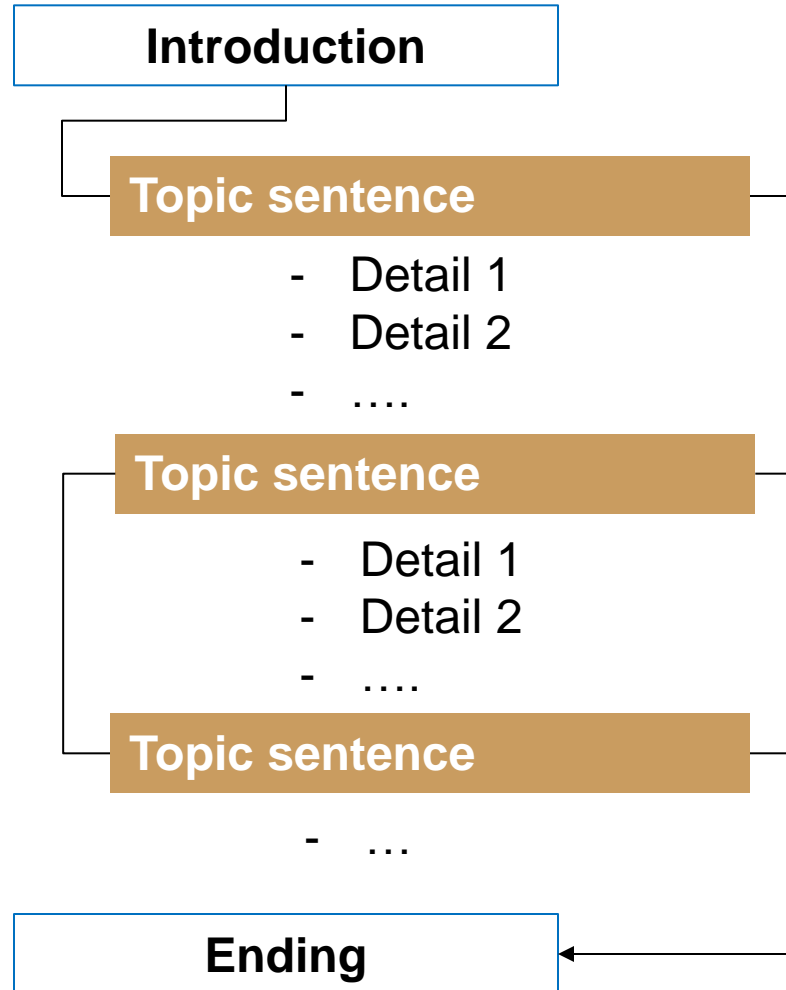 Introduction
Topic sentence
- Detail 1
- Detail 2
- ….
Topic sentence
- Detail 1
- Detail 2
- ….
Topic sentence
- …
Ending